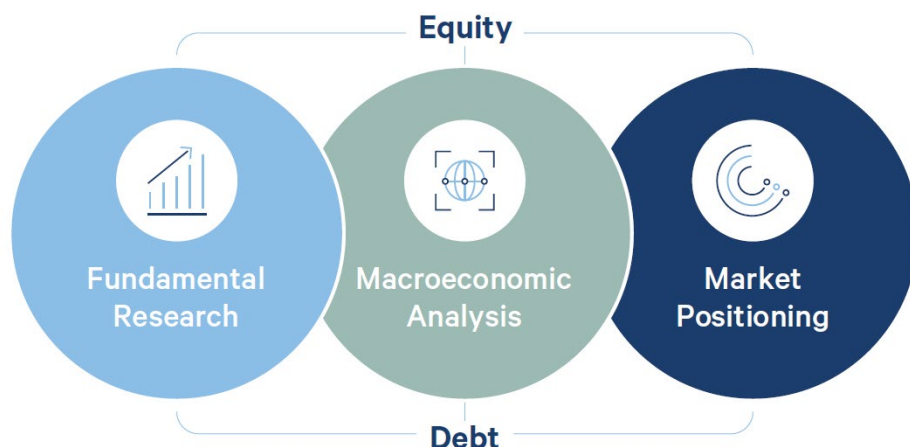 Equity
Fundamental
Research
Macroeconomic
Analysis
Market
Positioning
Debt